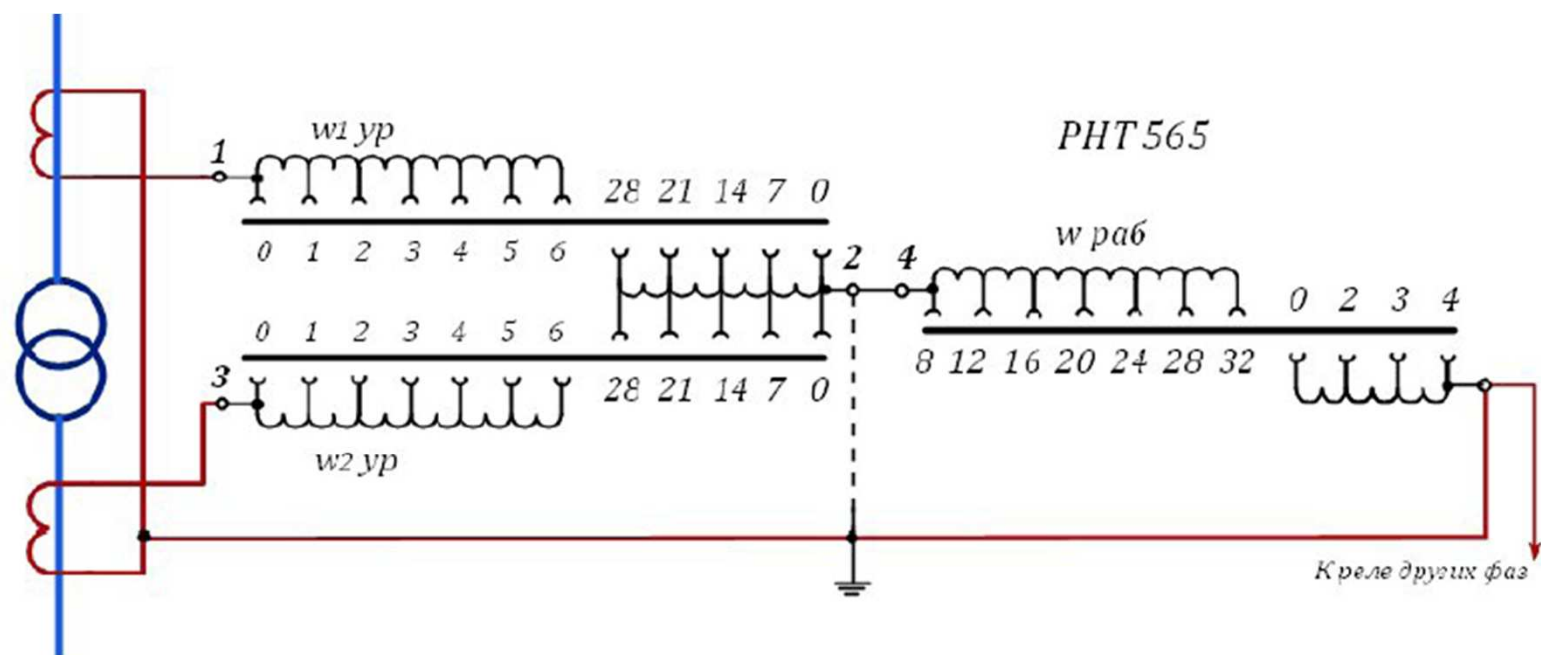 w1 ур
РНТ 565
1
28 21 14 7 0
w раб
0 1 2 3 4 5 6
2 4
0 2 3 4
0 1 2 3 4 5 6
8 12 16 20 24 28 32
3
28 21 14 7 0
w2 ур
К реле других фаз